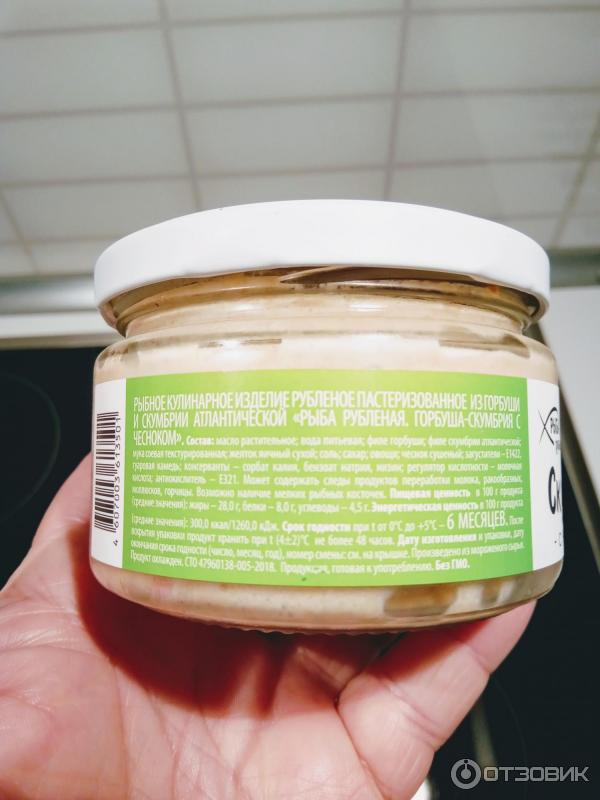 РЫБНОЕ КУЛИНАРНОЕ ИЗДЕЛИЕ РУБЛЕНОЕ ПАСТЕРИЗОВАННОЕ ИЗ ГОРБУШИ
И СКУМБРИИ АТЛАНТИЧЕСКОЙ «РЫБА РУБЛЕНАЯ. ГОРБУША-СКУМБРИЯ С
ЧЕСНОКОМ». Состав: масло растительное; вода питьевая; филе горбуши; филе скумбрии атлантической;
мука соевая текстурированная; желток яичный сухой; соль; сахар; овощи; чеснок сушеный; загустители – Е1422,
гуаровая камедь; консерванты – сорбат калия, бензоат натрия, низин; регулятор кислотности – молочная
кислота; антиокислитель – Е321. Может содержать следы продуктов переработки молока, ракообразных,
моллюсков, горчицы. Возможно наличие мелких рыбных косточек. Пищевая ценность в 100 г продукта
(средние значения): жиры – 28,0 г; белки – 8,0 г, углеводы – 4,5 г. Энергетическая ценность в 100 г продукта
(средние значения): 300,0 ккал/1260,0 кДж. Срок годности при t от 0°С до +5°С – 6 МЕСЯЦЕВ. После
вскрытия упаковки продукт хранить при t (4±2)°С не более 48 часов. Дату изготовления и упаковки, дату
окончания срока годности (число, месяц, год), номер смены: см. на крышке. Произведено из мороженого сырья.
Продукт охлажден. СТО 47960138-005-2018. Продукция, готовая к употреблению. Без ГМО.
4 607003 613501
РЫБА
Ск
ОТЗОВИК